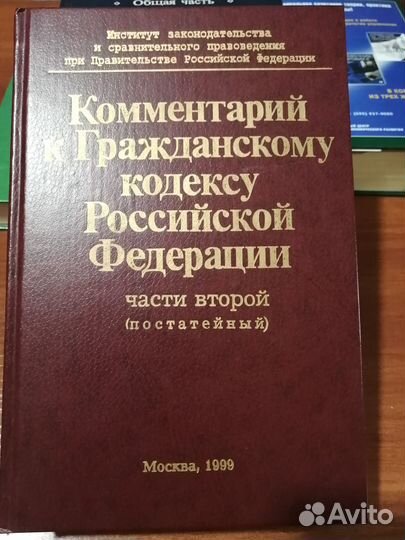 Общая часть
Институт законодательства
и сравнительного правоведения
при Правительстве Российской Федерации
Комментарий
к Гражданскому
кодексу
Российской
Федерации
части второй
(постатейный)
Москва, 1999
Avito